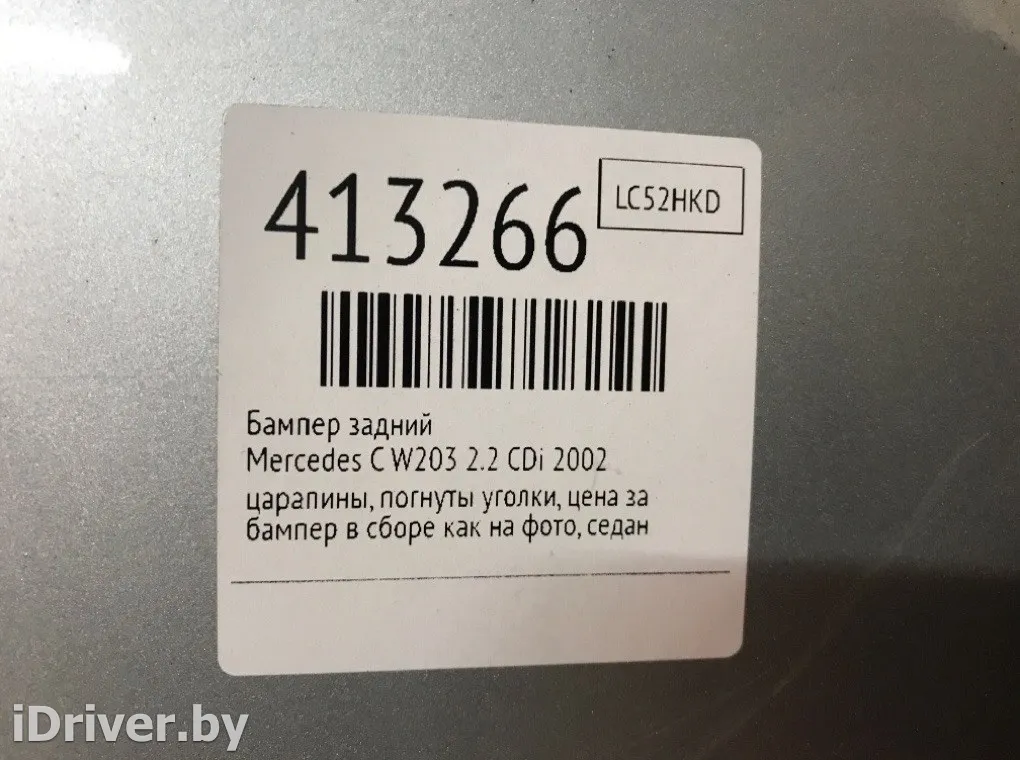 413266
LC52HKD
Бампер задний
Mercedes C W203 2.2 CDi 2002
царапины, погнуты уголки, цена за
бампер в сборе как на фото, седан
iDriver.by